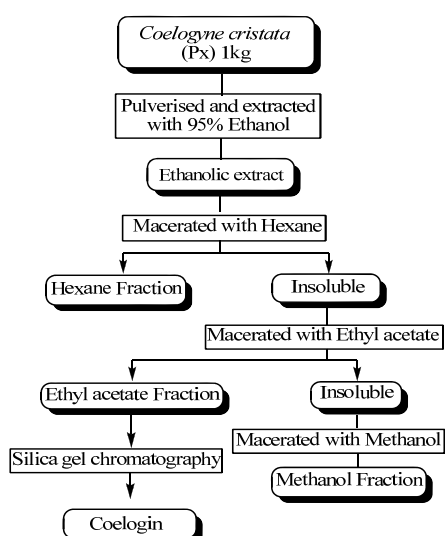 Coelogyne cristata
(Px) 1kg
Pulverised and extracted
with 95% Ethanol
Ethanolic extract
Macerated with Hexane
Hexane Fraction
Insoluble
Macerated with Ethyl acetate
Ethyl acetate Fraction
Insoluble
Silica gel chromatography
Macerated with Methanol
Methanol Fraction
Coelogin